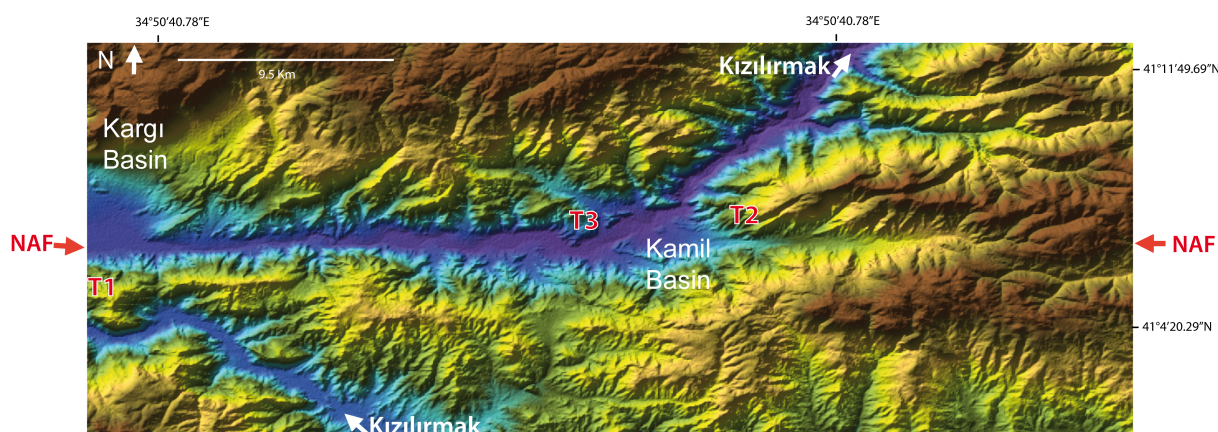 34°50’40.78”E
34°50’40.78”E
N
9.5 Km
Kızılırmak
41°11’49.69”N
Kargı
Basin
T3
T2
NAF
Kamil
Basin
NAF
T1
41°4’20.29”N
Kızılırmak